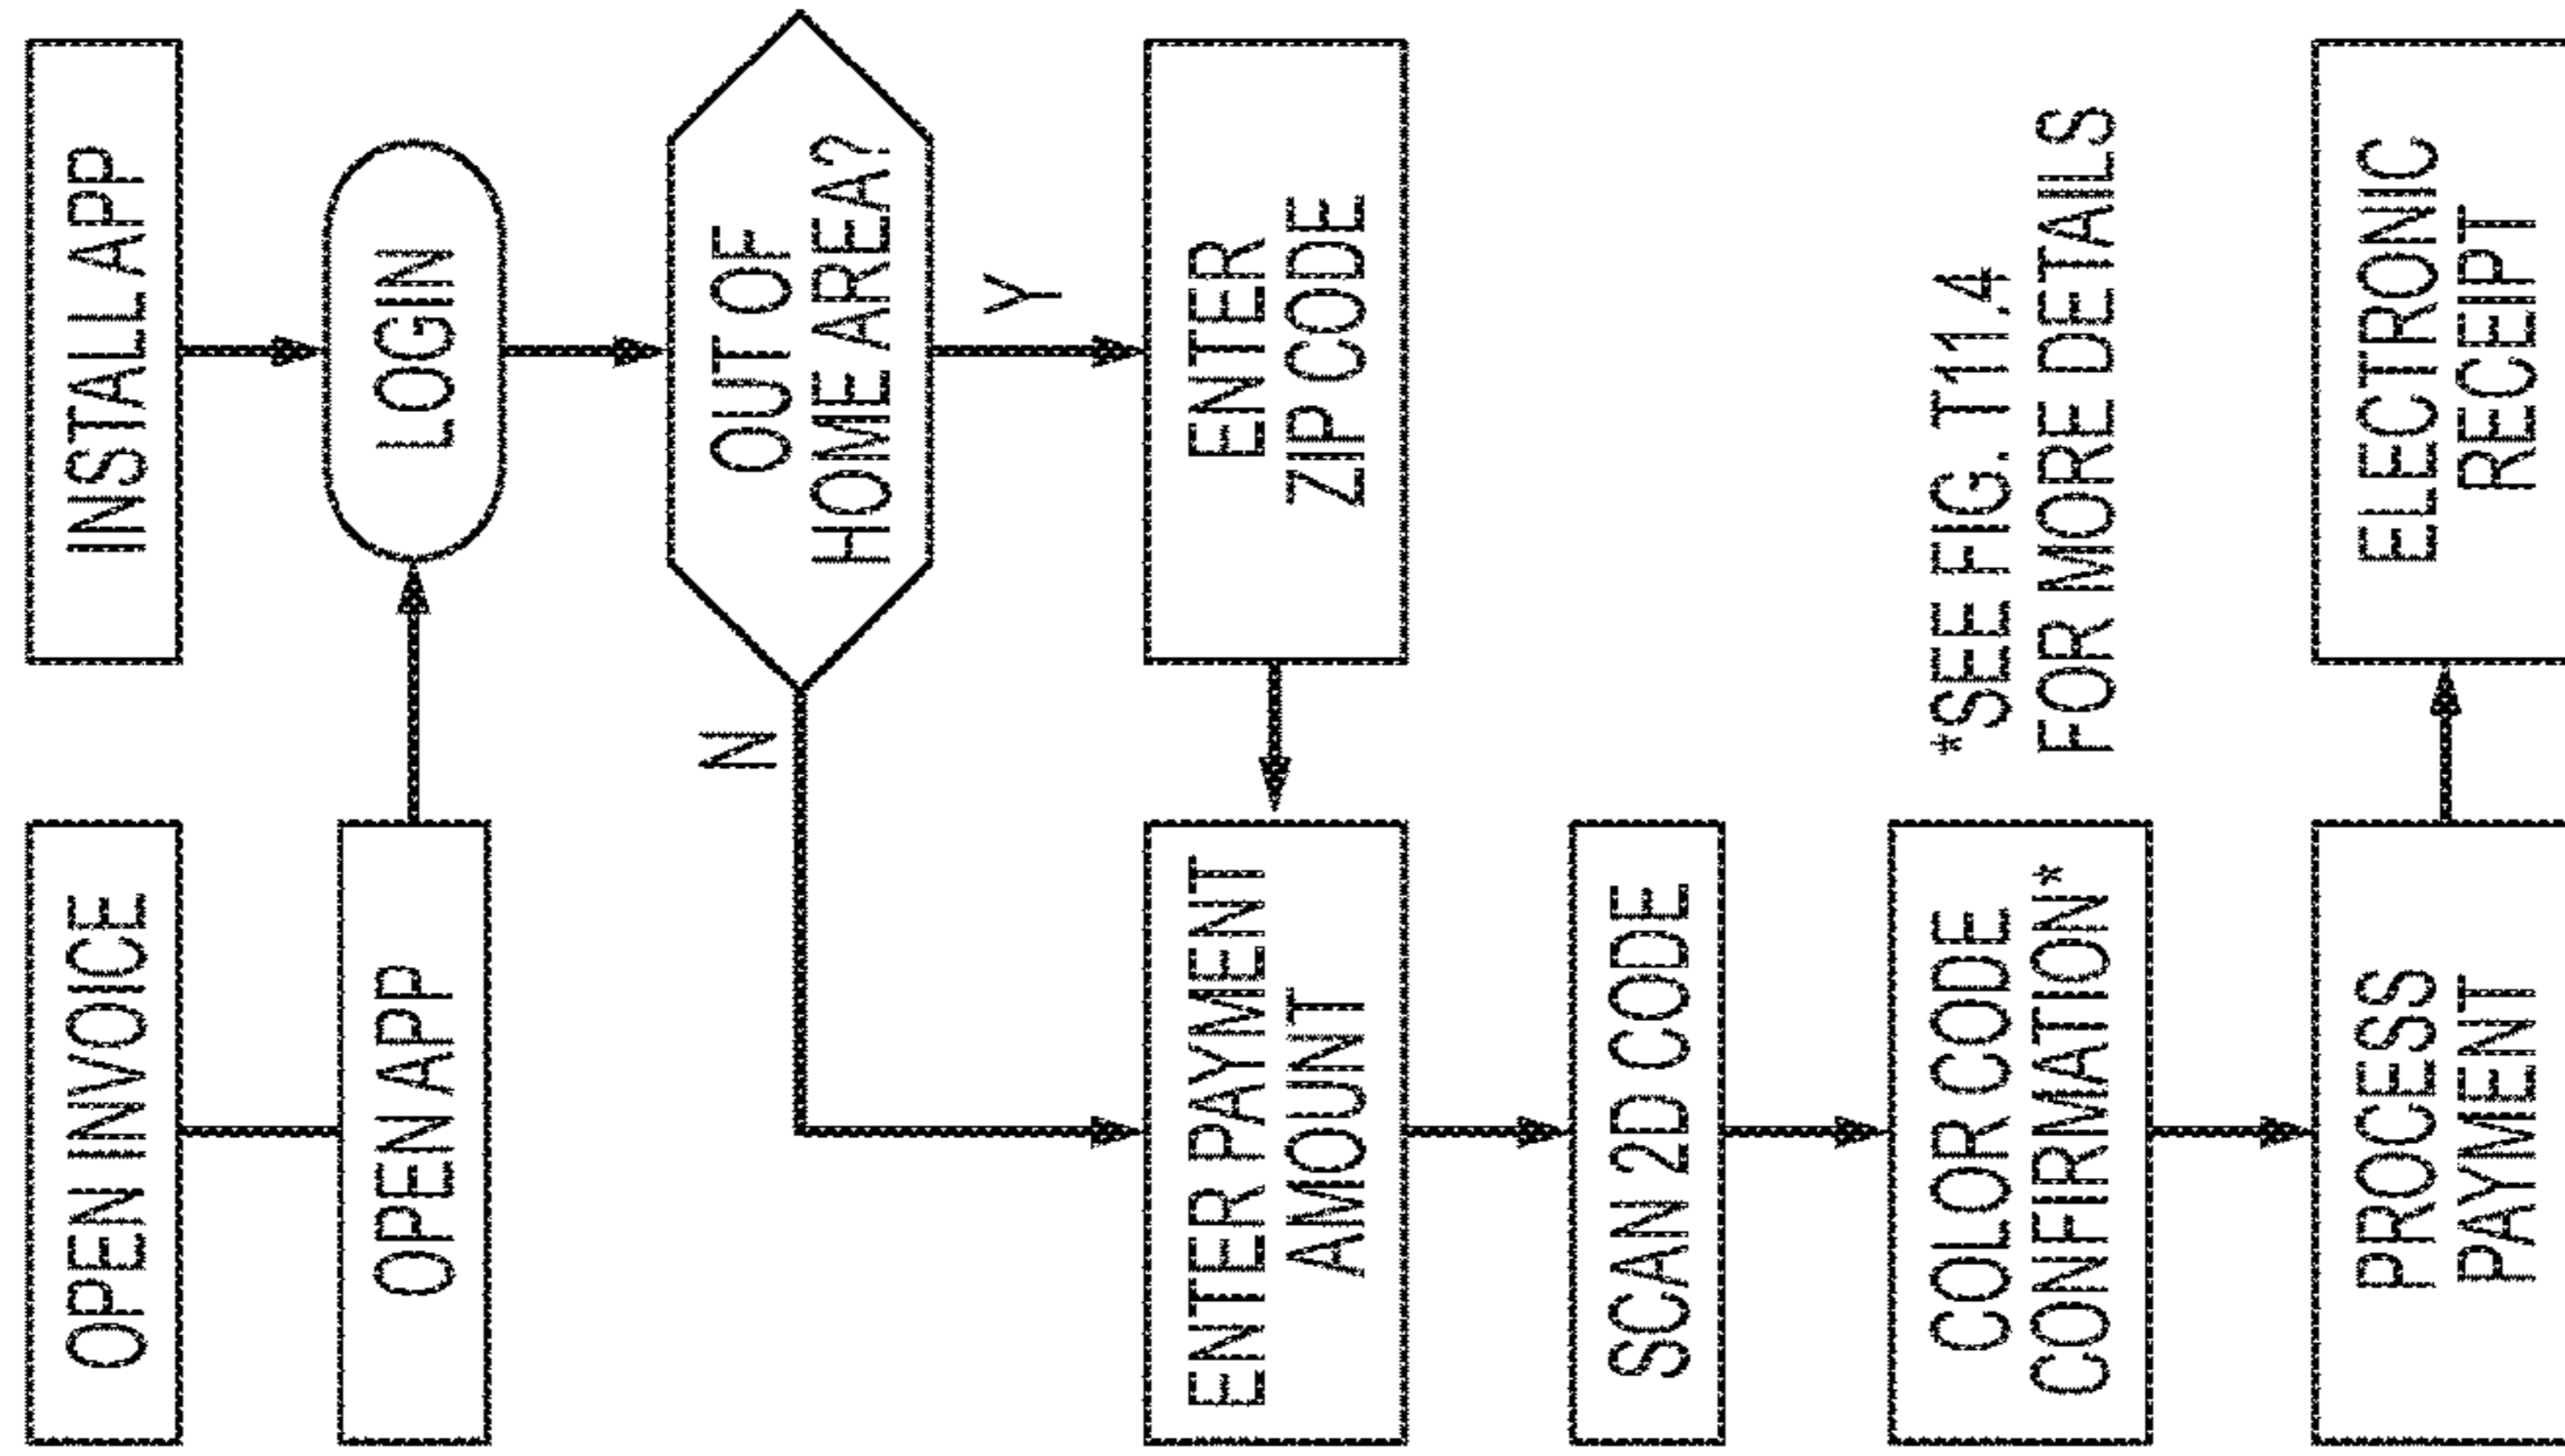 OPEN INVOICE
INSTALL APP
OPEN APP
LOGIN
OUT OF
HOME AREA?
N
Y
ENTER PAYMENT
AMOUNT
ENTER
ZIP CODE
SCAN 2D CODE
COLOR CODE
CONFIRMATION*
*SEE FIG. T11.4
FOR MORE DETAILS
PROCESS
PAYMENT
ELECTRONIC
RECEIPT